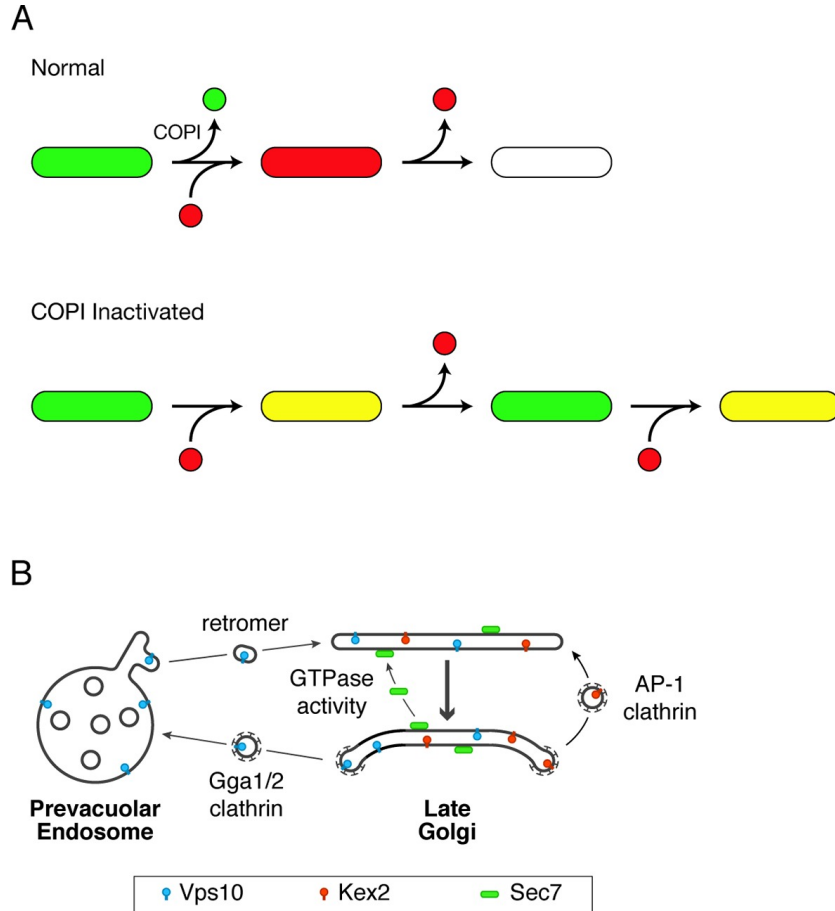 A
Normal
COPI
COPI Inactivated
B
retromer
GTPase
activity
AP-1
clathrin
Gga1/2
clathrin
Prevacuolar
Endosome
Late
Golgi
Vps10 Kex2 Sec7